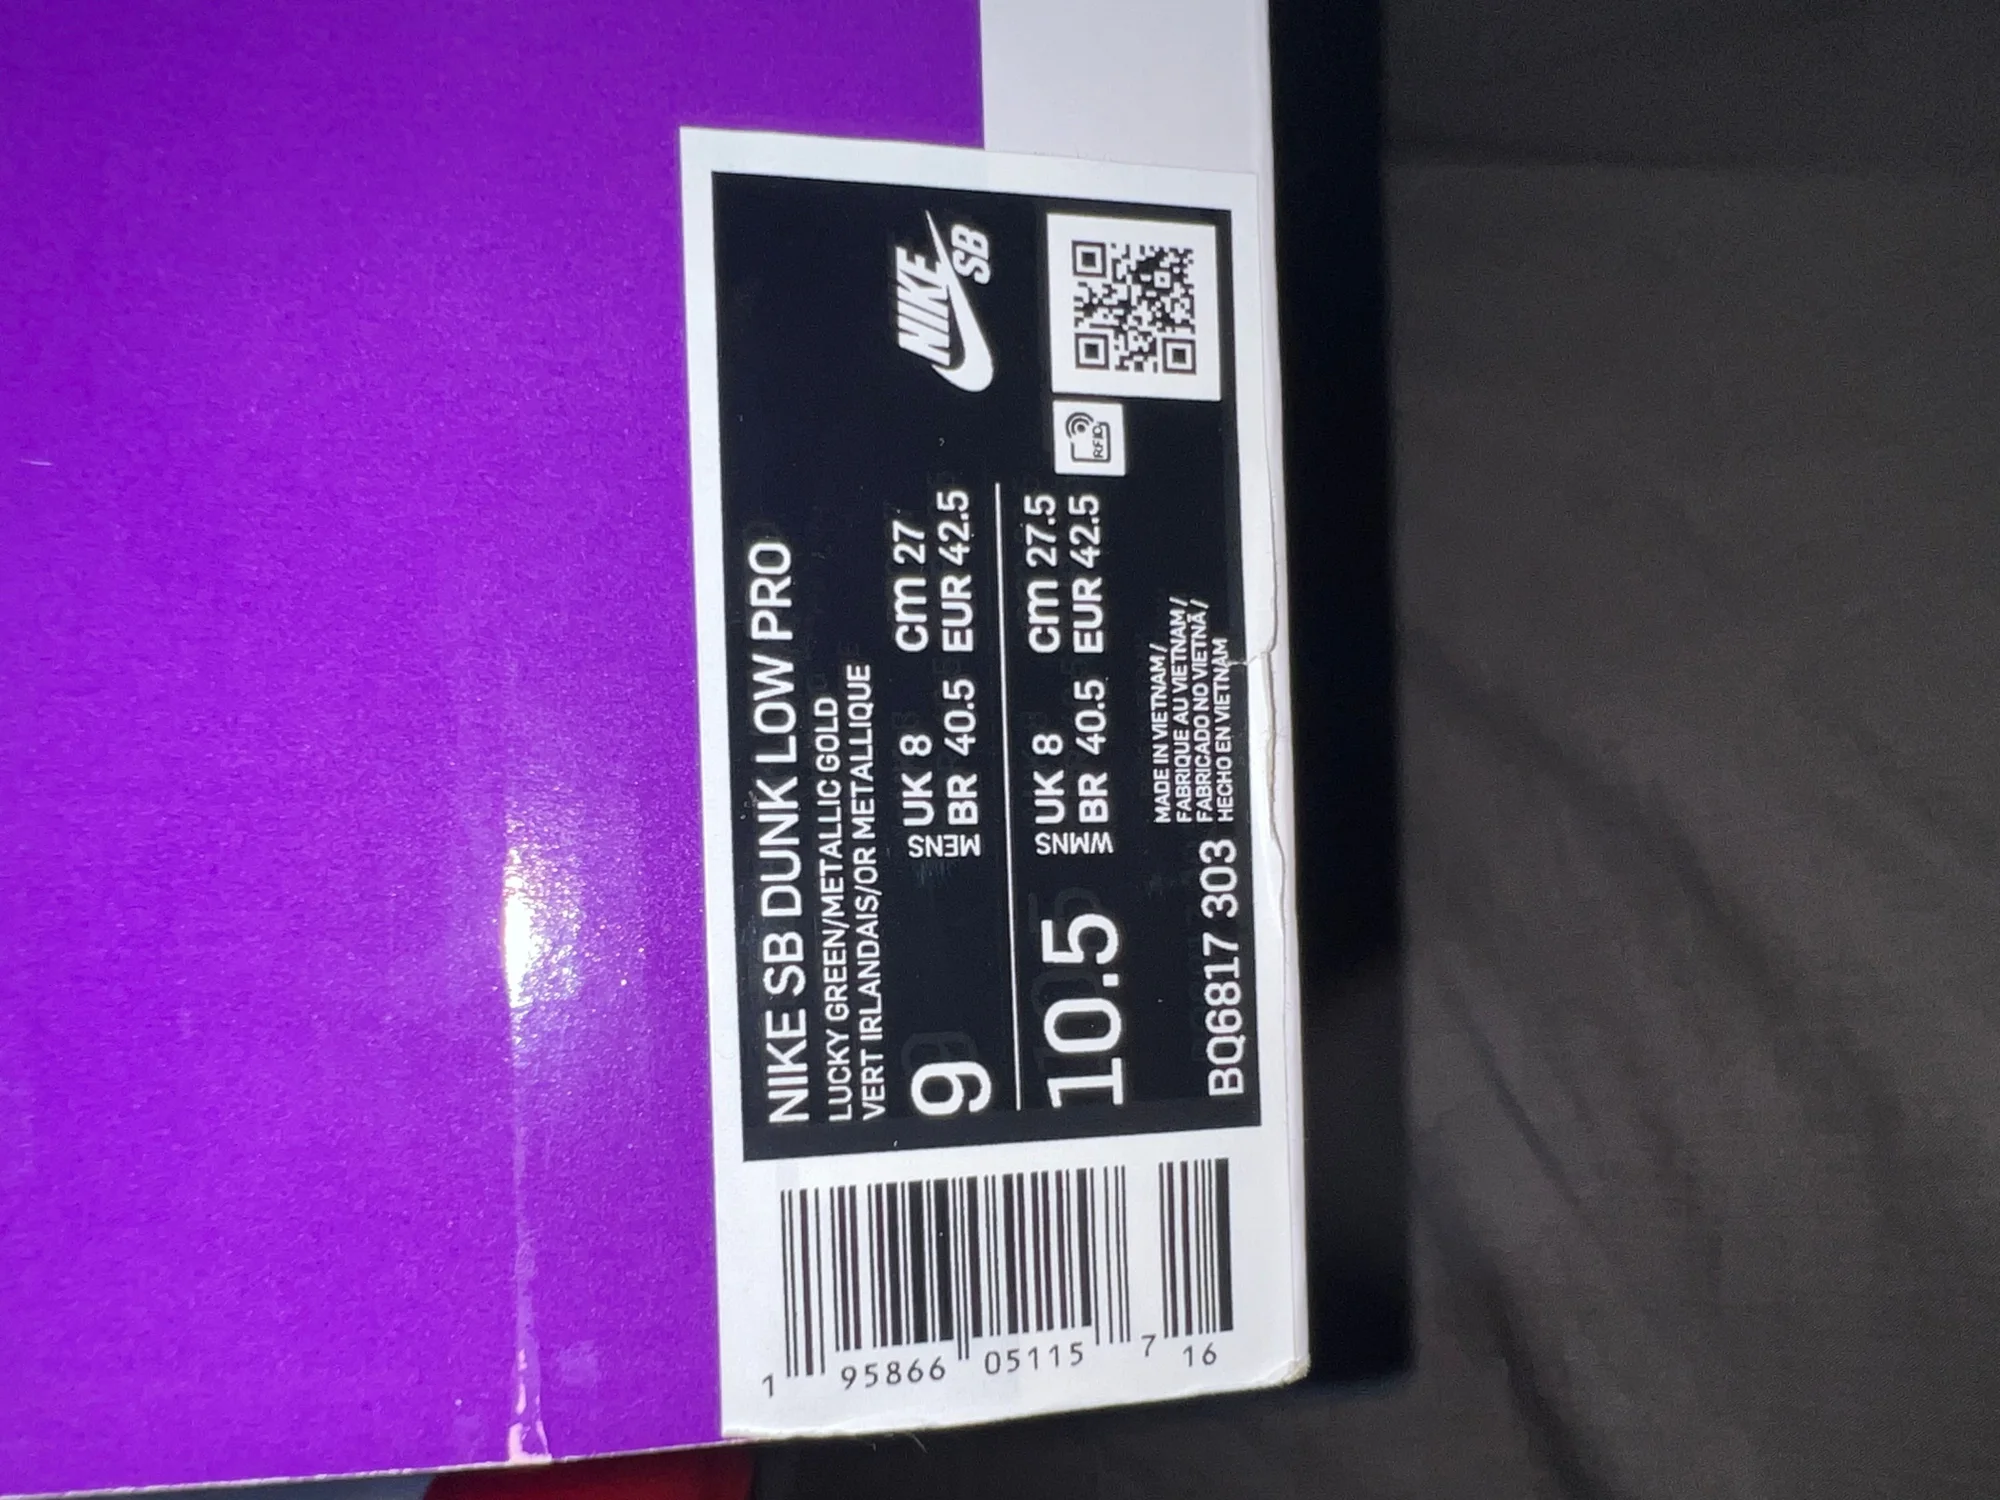 NIKE SB DUNK LOW PRO
LUCKY GREEN/METALLIC GOLD
VERT IRLANDAIS/OR METALLIQUE
NIKE
SB
9
MENS
UK 8 cm 27
BR 40.5 EUR 42.5
10.5
WMNS
UK 8 cm 27.5
BR 40.5 EUR 42.5
RFID
BQ6817 303
MADE IN VIETNAM/
FABRIQUE AU VIETNAM/
FABRICADO NO VIETNÃ/
HECHO EN VIETNAM
1 95866 05115 7 16